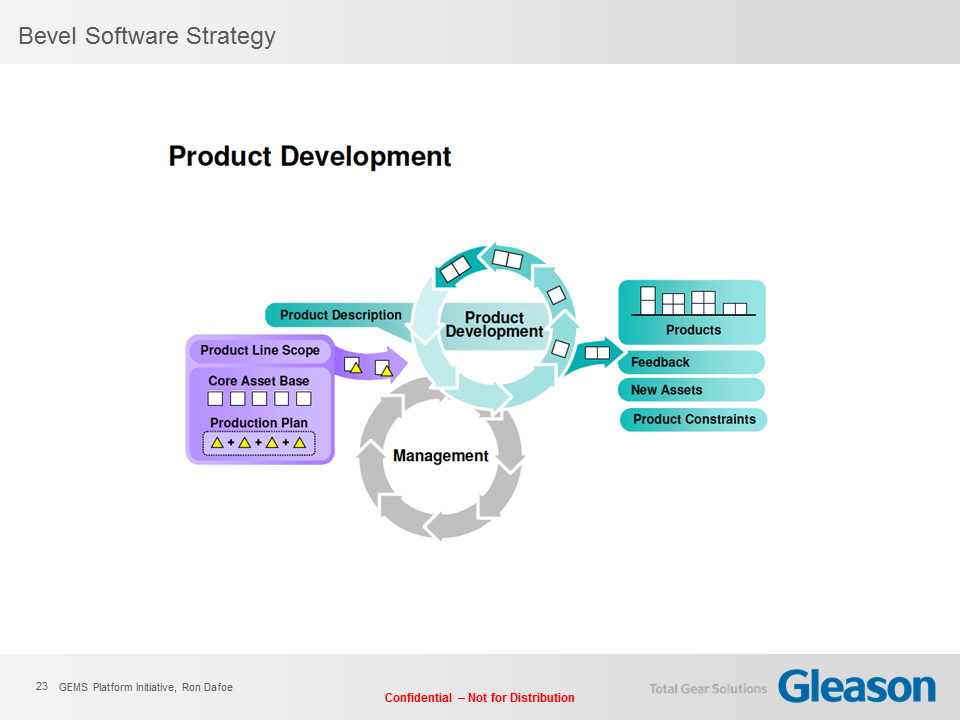 Bevel Software Strategy
Product Development
Product Description
Product
Development
Products
Product Line Scope
Feedback
Core Asset Base
New Assets
Production Plan
Product Constraints
+ + +
Management
23 GEMS Platform Initiative, Ron Dafoe
Confidential – Not for Distribution
Total Gear Solutions
Gleason